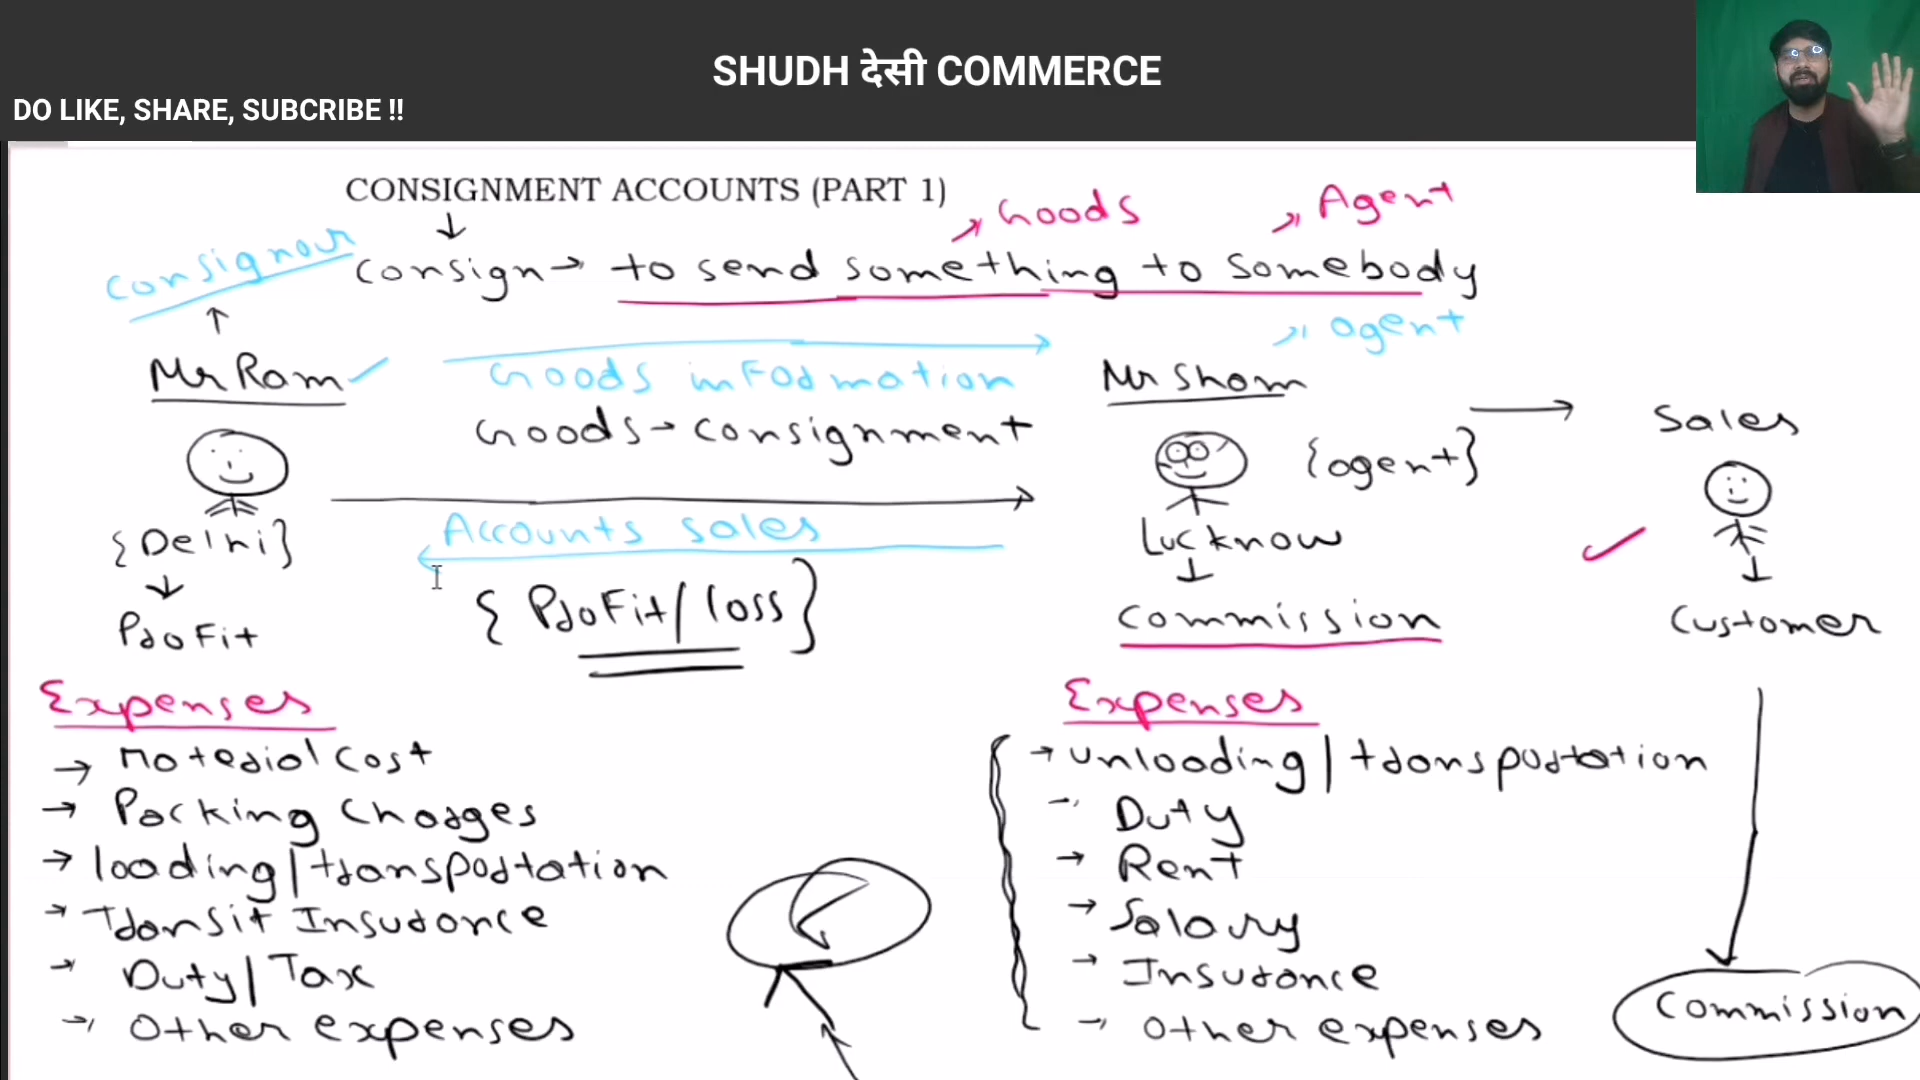 SHUDH देसी COMMERCE
DO LIKE, SHARE, SUBCRIBE !!
CONSIGNMENT ACCOUNTS (PART 1)
Goods
Agent
Consignour
Consign → to send something to Somebody
agent
Mr Ram
Goods information
Mr Sham
Goods - Consignment
{agent}
Sales
{Delhi}
Accounts sales
Lucknow
Profit
{Profit/loss}
Commission
Customer
Expenses
→ Material Cost
→ Packing Charges
→ loading/transportation
→ Transit Insurance
→ Duty/Tax
→ Other expenses
Expenses
→ unloading/transportation
→ Duty
→ Rent
→ Salary
→ Insurance
→ Other expenses
Commission